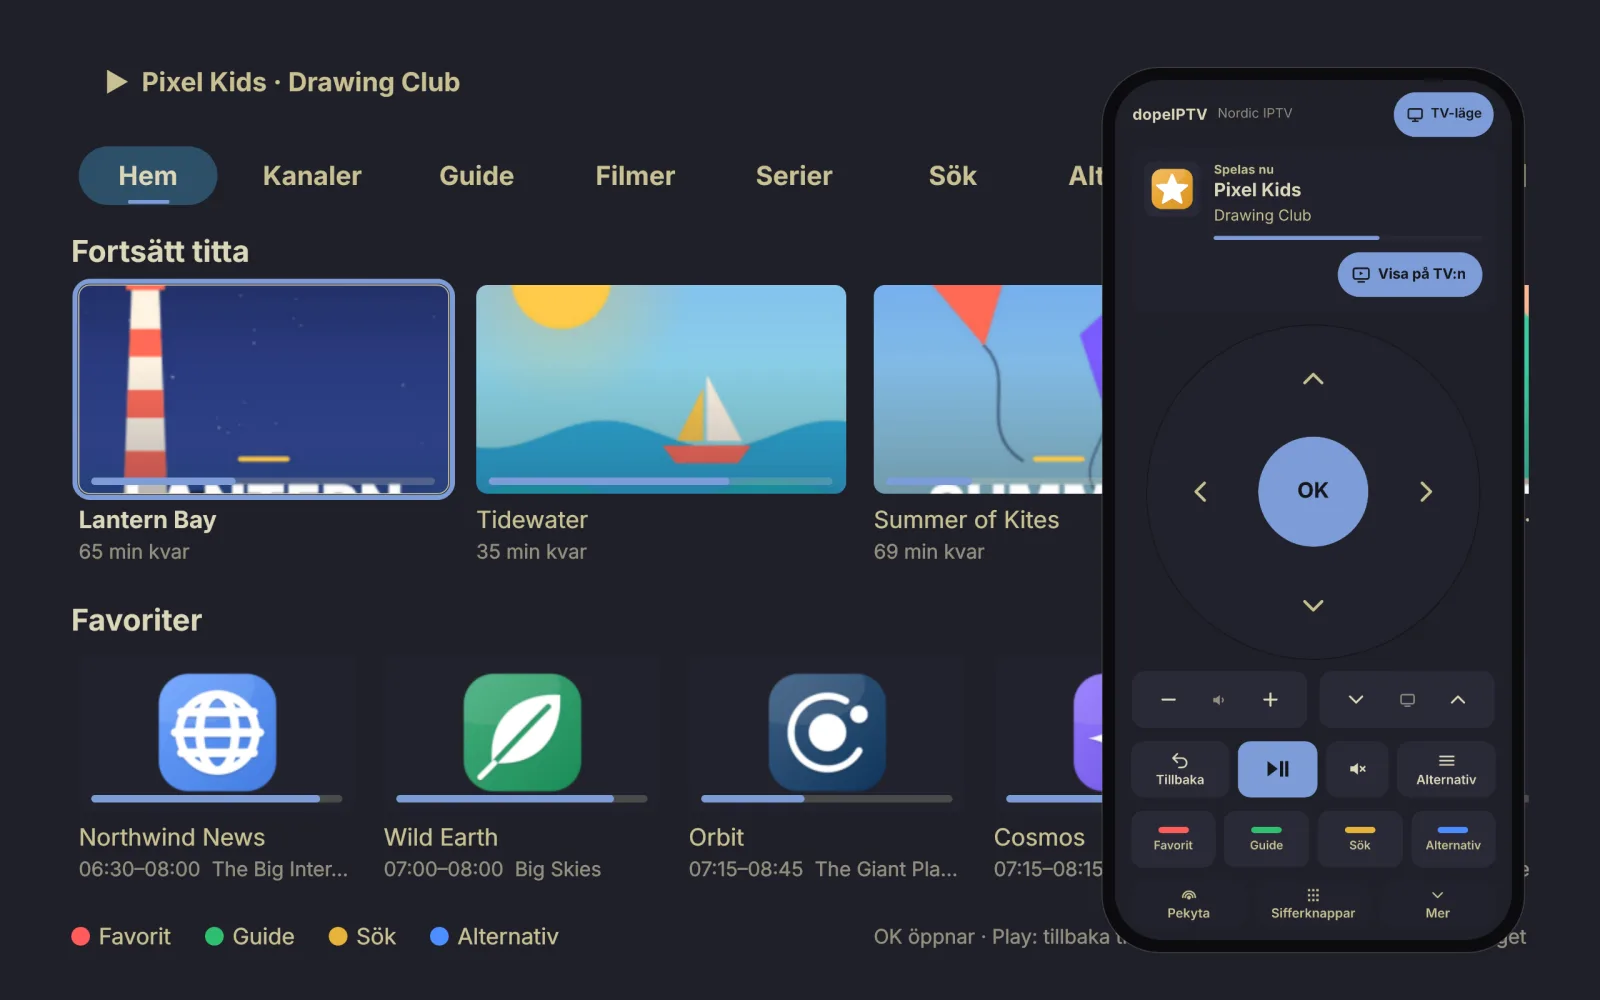 Pixel Kids · Drawing Club
Hem
Kanaler
Guide
Filmer
Serier
Sök
Fortsätt titta
LANTERN
Lantern Bay
65 min kvar
Tidewater
35 min kvar
Summer of Kites
69 min kvar
Favoriter
Northwind News
06:30–08:00 The Big Inter...
Wild Earth
07:00–08:00 Big Skies
Orbit
07:15–08:45 The Giant Pla...
Cosmos
07:15–08:15
Favorit
Guide
Sök
Alternativ
OK öppnar · Play: tillbaka
dopeIPTV Nordic IPTV
TV-läge
Spelas nu
Pixel Kids
Drawing Club
Visa på TV:n
OK
Tillbaka
Alternativ
Favorit
Guide
Sök
Alternativ
Pekyta
Sifferknappar
Mer